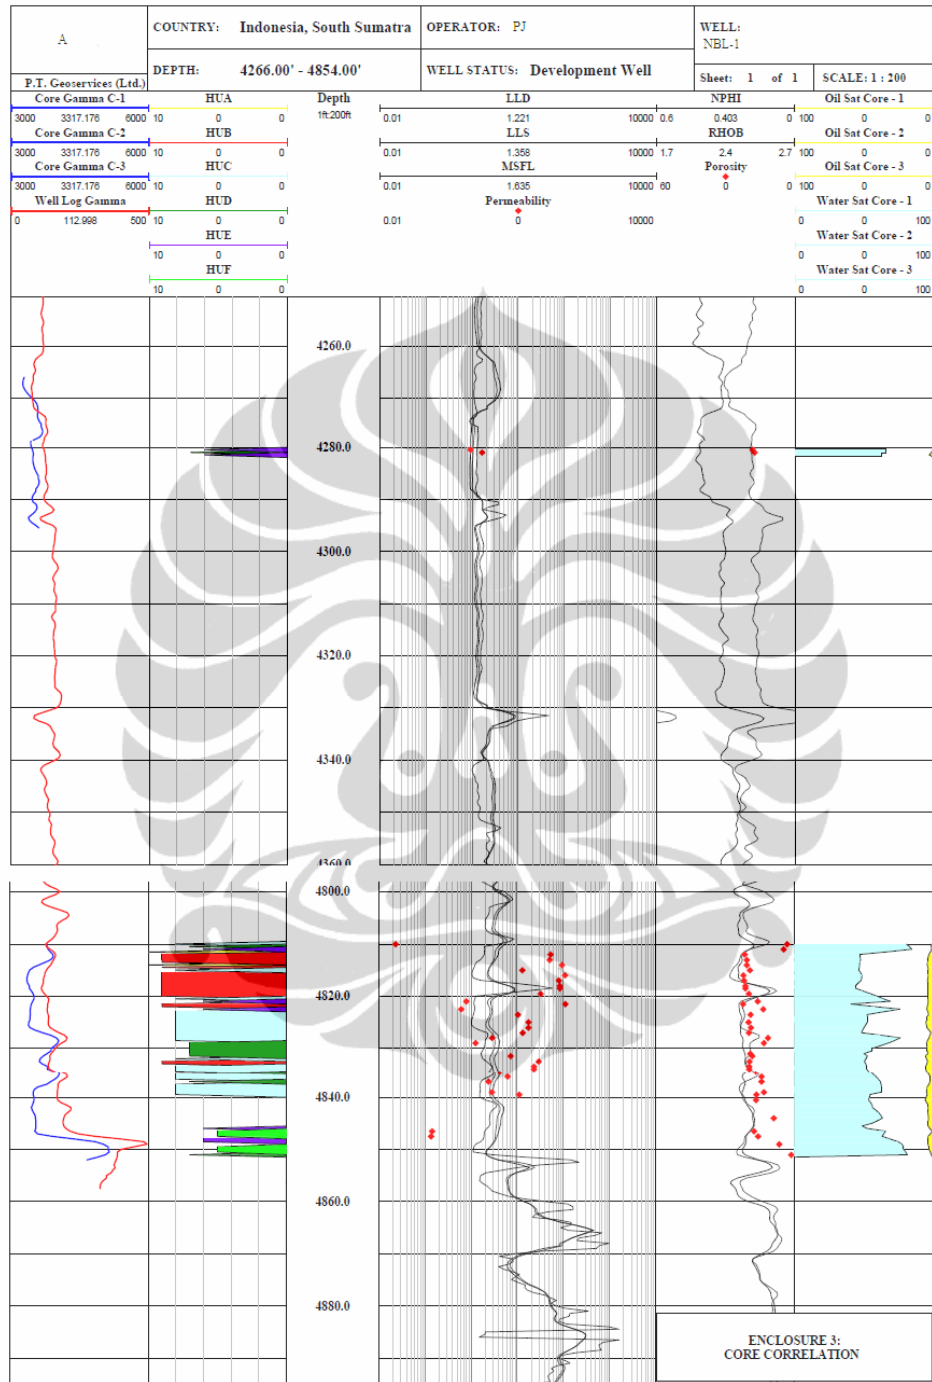 A
COUNTRY: Indonesia, South Sumatra
OPERATOR: PJ
WELL:
NBL-1
DEPTH: 4266.00' - 4854.00'
WELL STATUS: Development Well
P.T. Geoservices (Ltd.)
Sheet: 1 of 1
SCALE: 1 : 200
Core Gamma C-1
HUA
Depth
LLD
NPHI
Oil Sat Core - 1
3000 3317.176 6000
10 0 0
1ft:200ft
0.01 1.221 10000
0.6 0.403 0
100 0 0
Core Gamma C-2
HUB
LLS
RHOB
Oil Sat Core - 2
3000 3317.176 6000
10 0 0
0.01 1.358 10000
1.7 2.4 2.7
100 0 0
Core Gamma C-3
HUC
MSFL
Porosity
Oil Sat Core - 3
3000 3317.176 6000
10 0 0
0.01 1.635 10000
60 0 0
100 0 0
Well Log Gamma
HUD
Permeability
Water Sat Core - 1
0 112.998 500
10 0 0
0.01 0 10000
0 0 100
HUE
Water Sat Core - 2
10 0 0
0 0 100
HUF
Water Sat Core - 3
10 0 0
0 0 100
4260.0
4280.0
4300.0
4320.0
4340.0
4360.0
4800.0
4820.0
4840.0
4860.0
4880.0
ENCLOSURE 3:
CORE CORRELATION